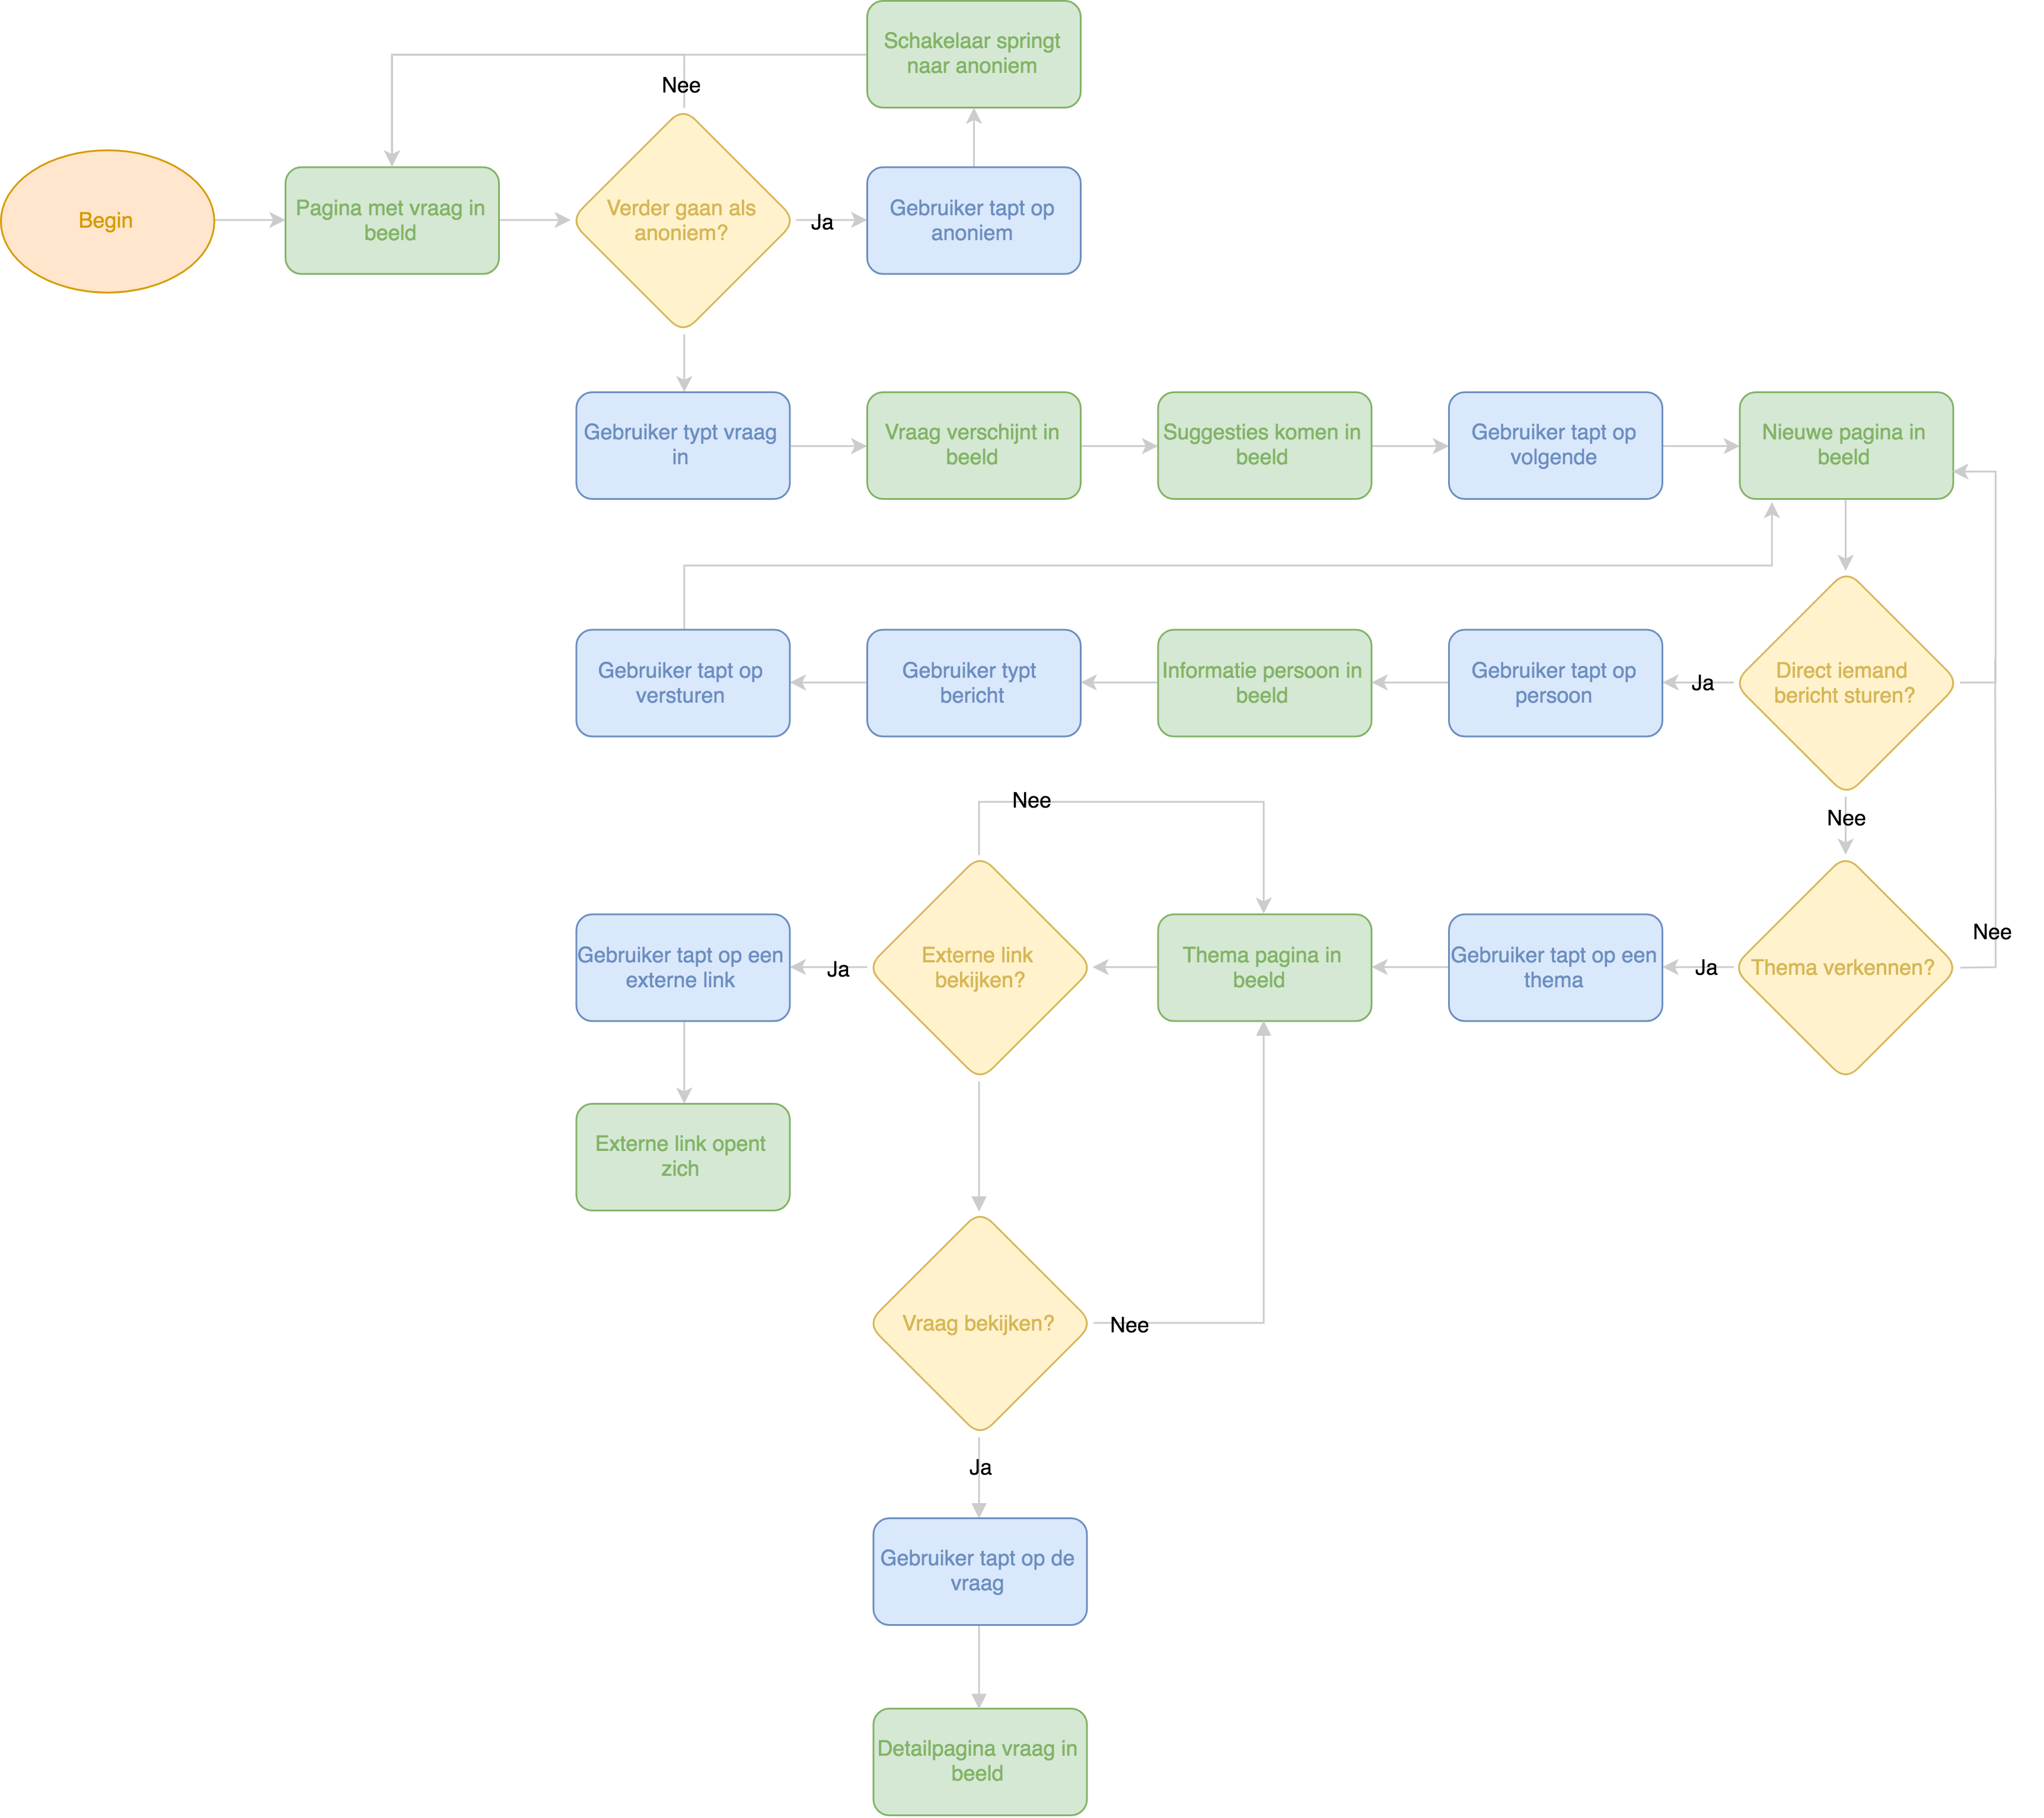 Schakelaar springt
naar anoniem
Nee
Begin
Pagina met vraag in
beeld
Verder gaan als
anoniem?
Ja
Gebruiker tapt op
anoniem
Gebruiker typt vraag
in
Vraag verschijnt in
beeld
Suggesties komen in
beeld
Gebruiker tapt op
volgende
Nieuwe pagina in
beeld
Gebruiker tapt op
versturen
Gebruiker typt
bericht
Informatie persoon in
beeld
Gebruiker tapt op
persoon
Ja
Direct iemand
bericht sturen?
Nee
Nee
Nee
Gebruiker tapt op een
externe link
Ja
Externe link
bekijken?
Thema pagina in
beeld
Gebruiker tapt op een
thema
Ja
Thema verkennen?
Externe link opent
zich
Vraag bekijken?
Nee
Ja
Gebruiker tapt op de
vraag
Detailpagina vraag in
beeld